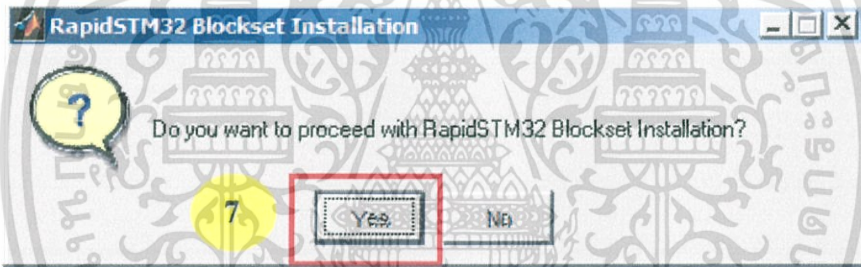 RapidSTM32 Blockset Installation
?
Do you want to proceed with RapidSTM32 Blockset Installation?
7
Yes
No